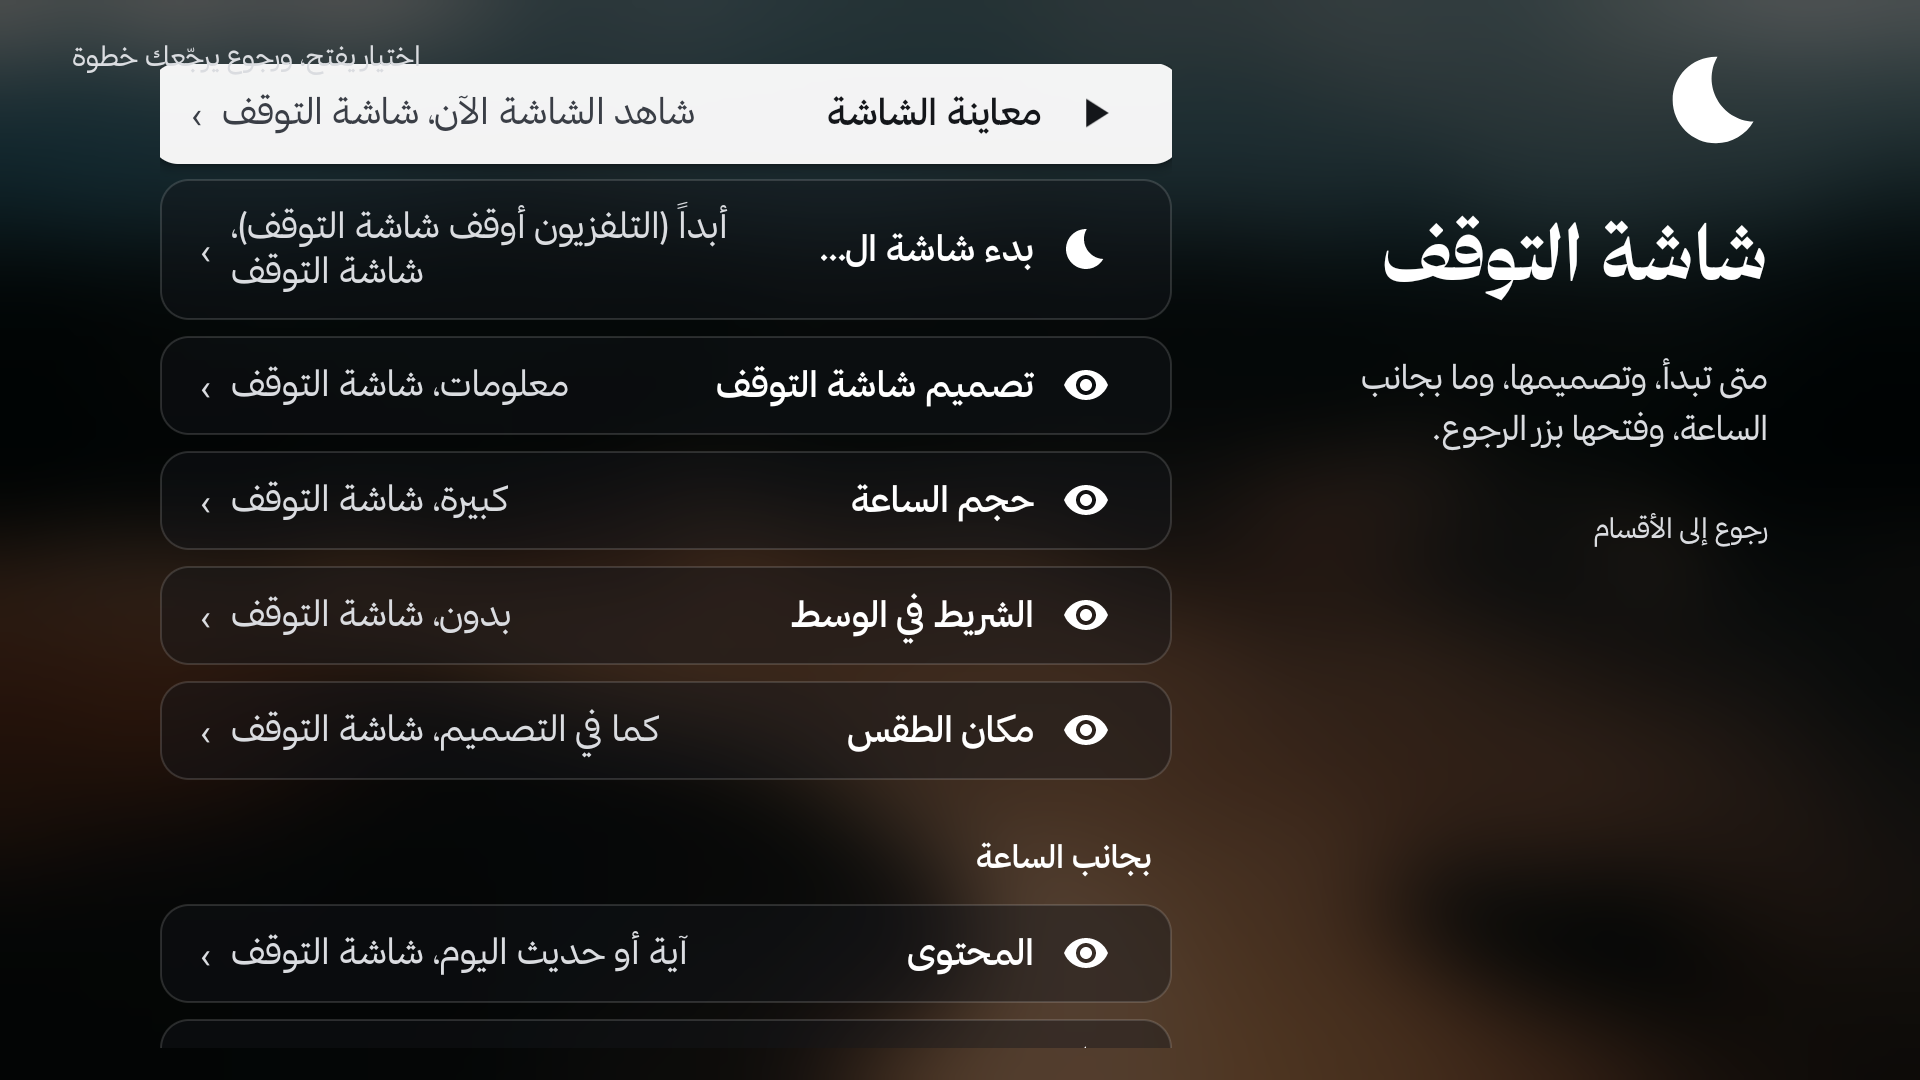 اختيار يفتح، ورجوع يرجّعك خطوة
شاشة التوقف
متى تبدأ، وتصميمها، وما بجانب
الساعة، وفتحها بزر الرجوع.
رجوع إلى الأقسام
معاينة الشاشة شاهد الشاشة الآن، شاشة التوقف
بدء شاشة ال... أبداً (التلفزيون أوقف شاشة التوقف)،
شاشة التوقف
تصميم شاشة التوقف معلومات، شاشة التوقف
حجم الساعة كبيرة، شاشة التوقف
الشريط في الوسط بدون، شاشة التوقف
مكان الطقس كما في التصميم، شاشة التوقف
بجانب الساعة
المحتوى آية أو حديث اليوم، شاشة التوقف